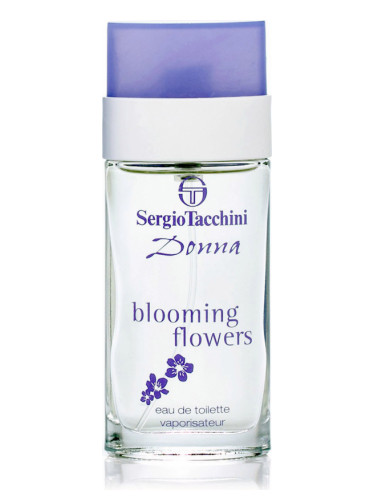 SergioTacchini
Donna
blooming
flowers
eau de toilette
vaporisateur